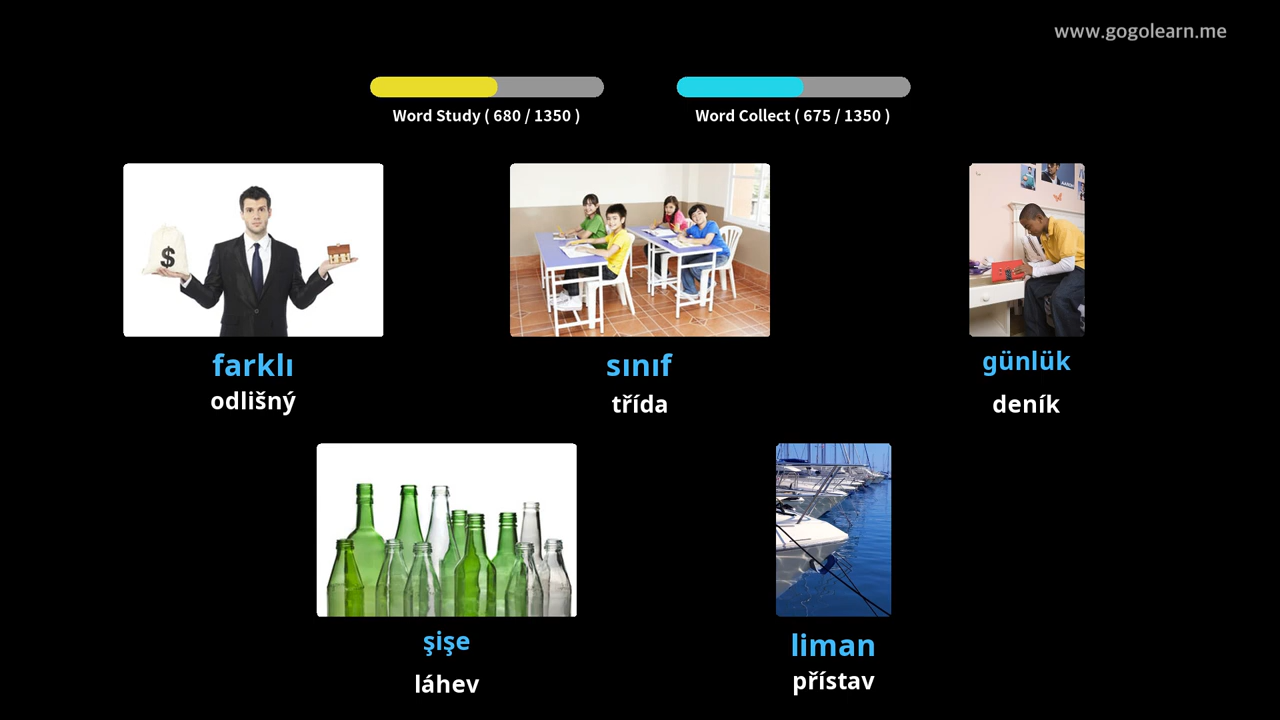 www.gogolearn.me
Word Study ( 680 / 1350 )
Word Collect ( 675 / 1350 )
$
farklı
odlišný
sınıf
třída
günlük
deník
şişe
láhev
liman
přístav